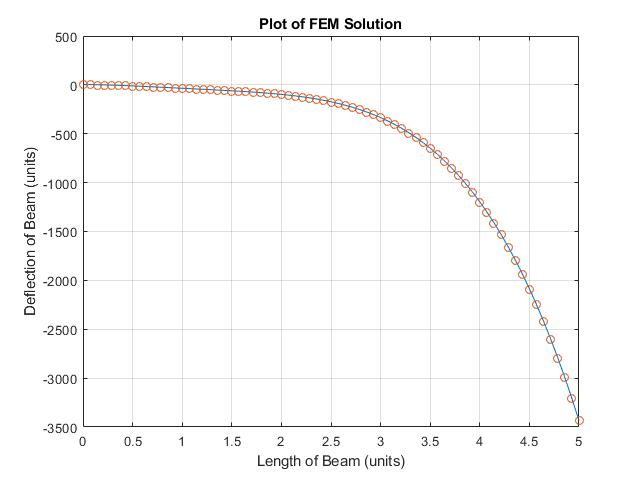 Plot of FEM Solution
500
0
-500
-1000
-1500
-2000
-2500
-3000
-3500
Deflection of Beam (units)
0 0.5 1 1.5 2 2.5 3 3.5 4 4.5 5
Length of Beam (units)